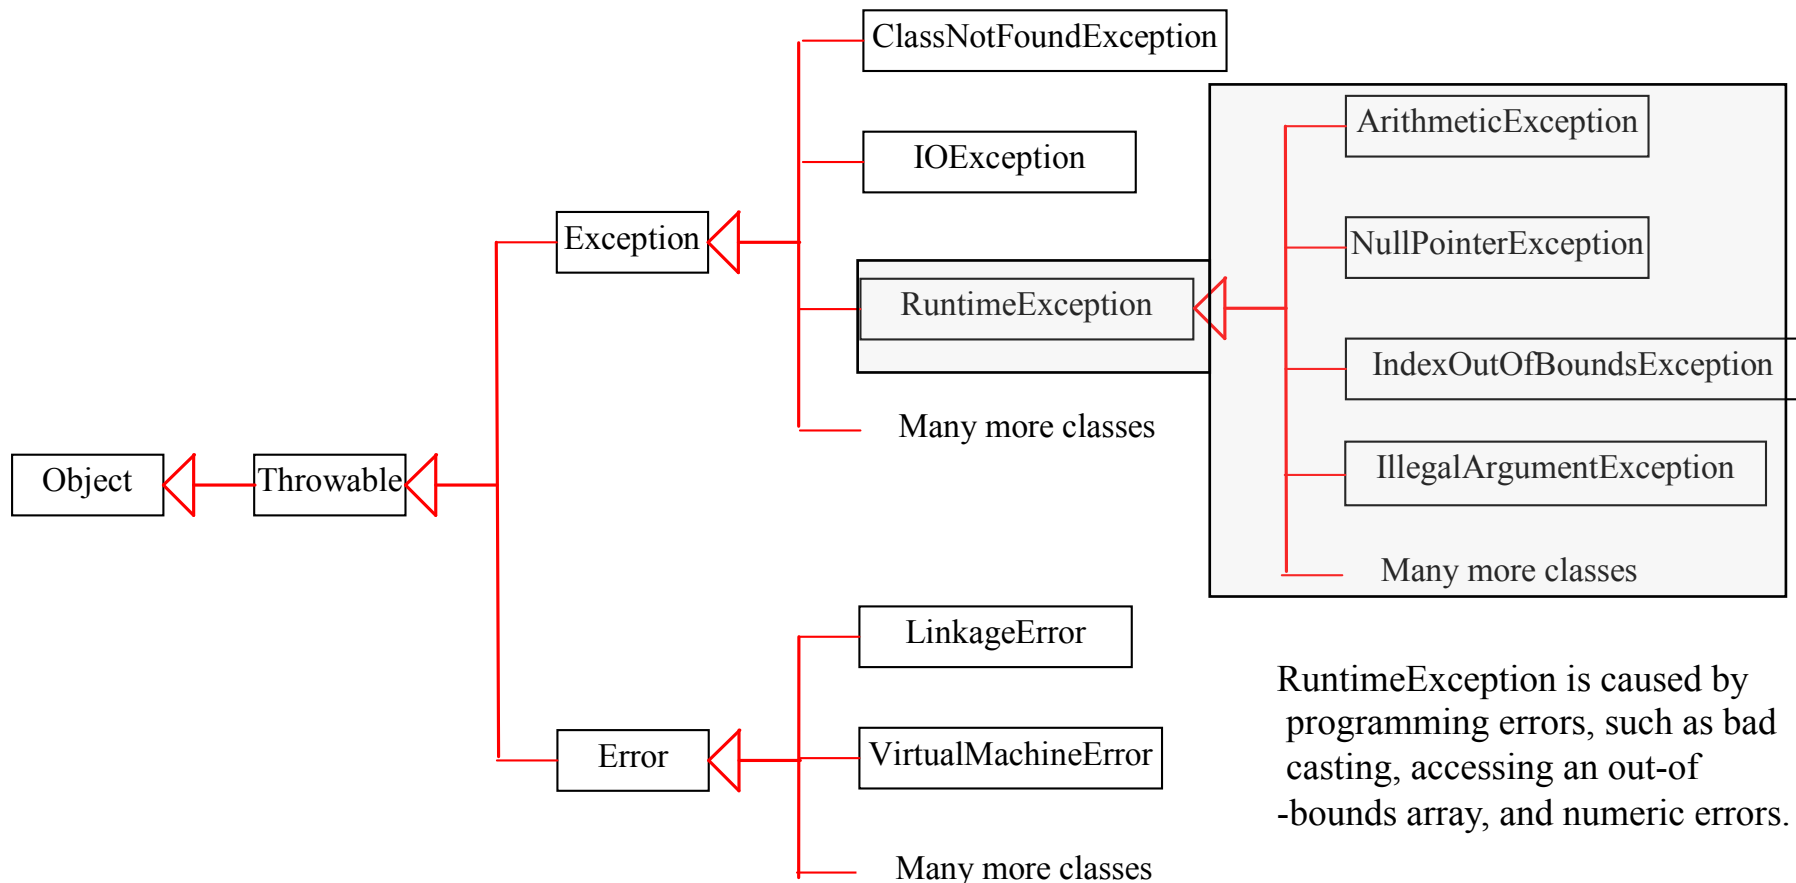 ClassNotFoundException
ArithmeticException
IOException
NullPointerException
Exception
RuntimeException
IndexOutOfBoundsException
Many more classes
Object
Throwable
IllegalArgumentException
Many more classes
LinkageError
RuntimeException is caused by
programming errors, such as bad
casting, accessing an out-of
-bounds array, and numeric errors.
Error
VirtualMachineError
Many more classes